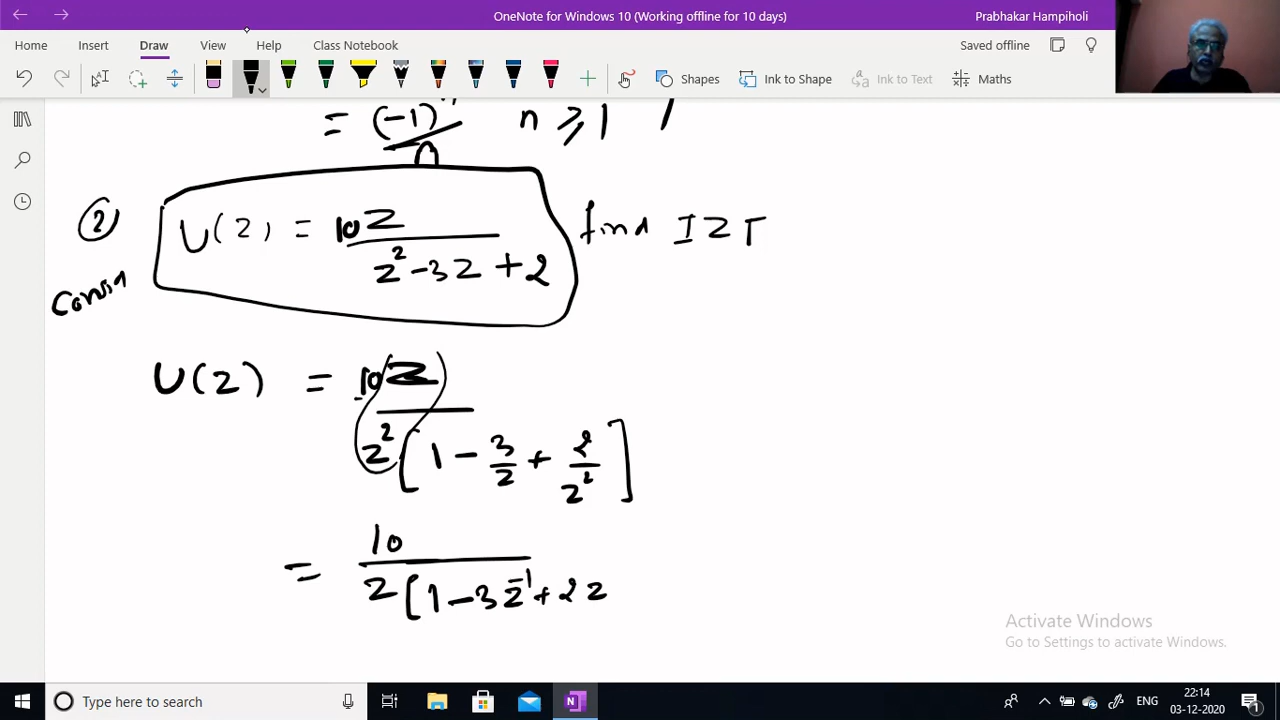 OneNote for Windows 10 (Working offline for 10 days)
Prabhakar Hampiholi
Home Insert Draw View Help Class Notebook Saved offline
Shapes Ink to Shape Ink to Text Maths
= (-1)^n / n n ≥ 1
② U(z) = 10z / (z² - 3z + 2) find IZT
U(z) = 10z / z² [1 - 3/z + 2/z²]
= 10 / z [1 - 3z⁻¹ + 2z
Activate Windows
Go to Settings to activate Windows.
Type here to search
ENG
22:14
03-12-2020
1